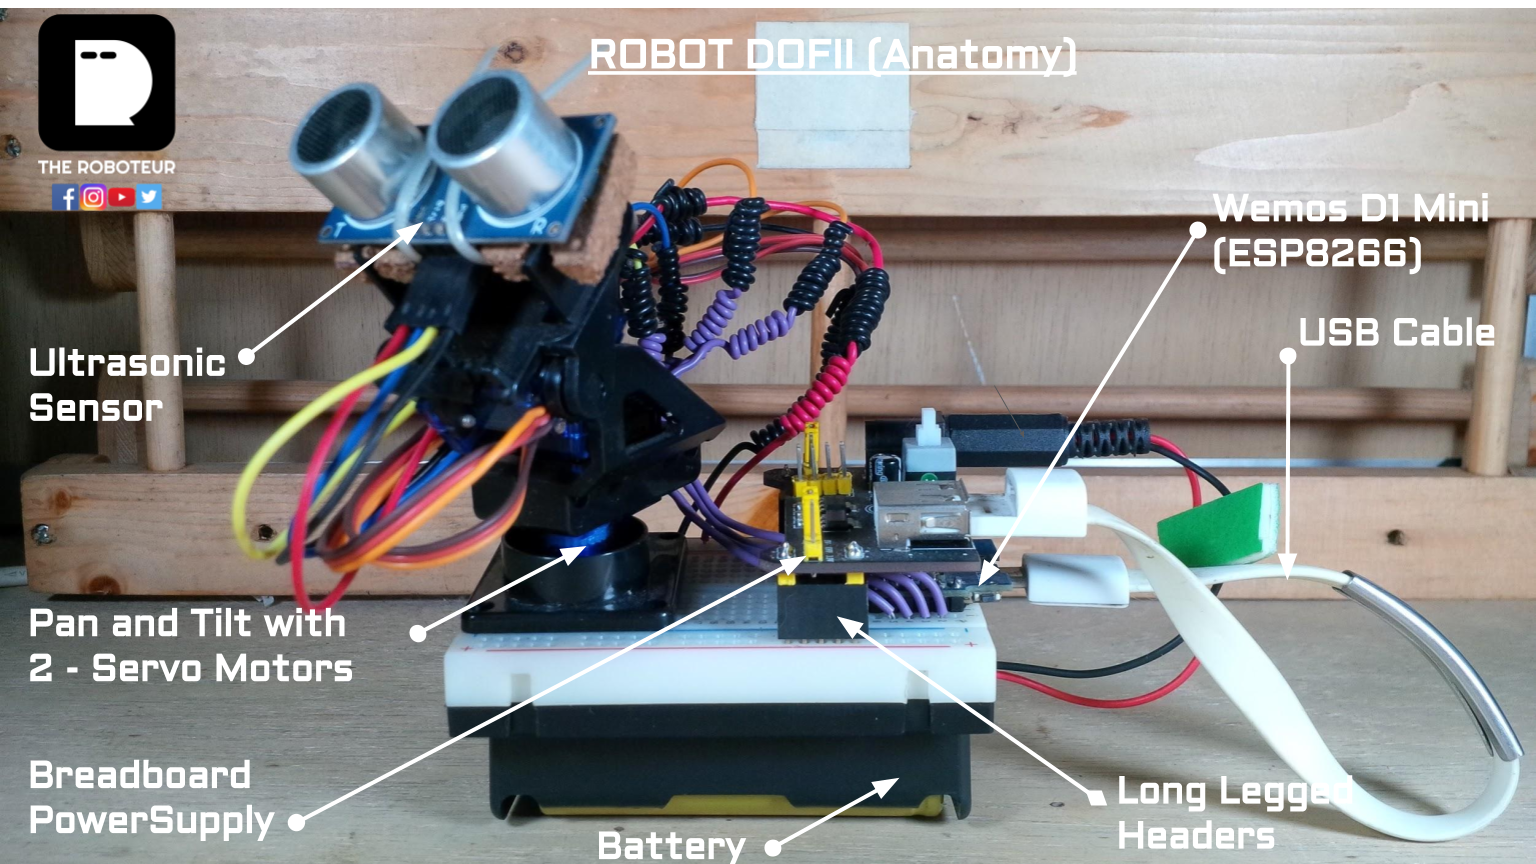 ROBOT DOFII (Anatomy)
THE ROBOTEUR
T
R
Wemos D1 Mini
(ESP8266)
USB Cable
Ultrasonic
Sensor
Pan and Tilt with
2 - Servo Motors
Breadboard
PowerSupply
Battery
Long Legged
Headers